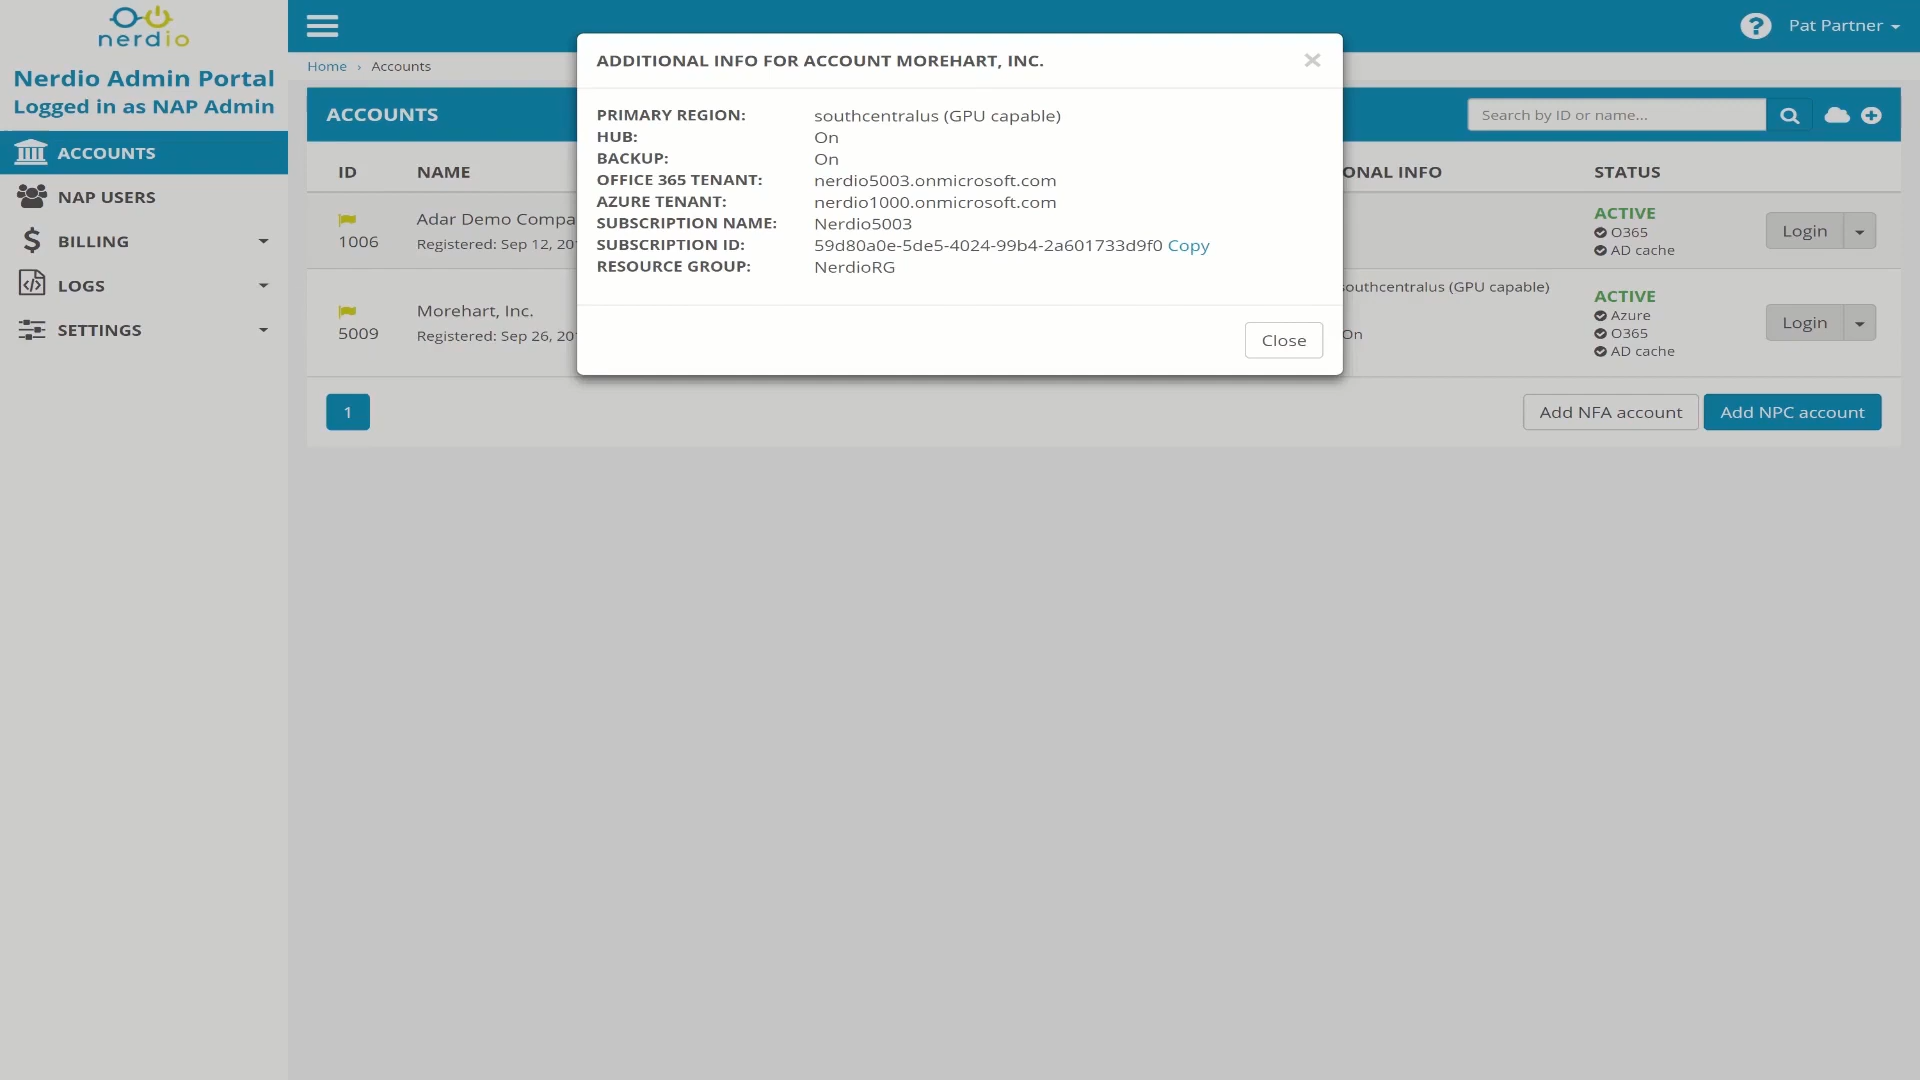 nerdio
Nerdio Admin Portal
Logged in as NAP Admin
ACCOUNTS
NAP USERS
BILLING
LOGS
SETTINGS
? Pat Partner
Home › Accounts
ACCOUNTS
Search by ID or name...
ID NAME ONAL INFO STATUS
1006
Adar Demo Compa
Registered: Sep 12, 20
ACTIVE
O365
AD cache
Login
5009
Morehart, Inc.
Registered: Sep 26, 20
southcentralus (GPU capable)
On
ACTIVE
Azure
O365
AD cache
Login
1
Add NFA account
Add NPC account
ADDITIONAL INFO FOR ACCOUNT MOREHART, INC. ×
PRIMARY REGION: southcentralus (GPU capable)
HUB: On
BACKUP: On
OFFICE 365 TENANT: nerdio5003.onmicrosoft.com
AZURE TENANT: nerdio1000.onmicrosoft.com
SUBSCRIPTION NAME: Nerdio5003
SUBSCRIPTION ID: 59d80a0e-5de5-4024-99b4-2a601733d9f0 Copy
RESOURCE GROUP: NerdioRG
Close